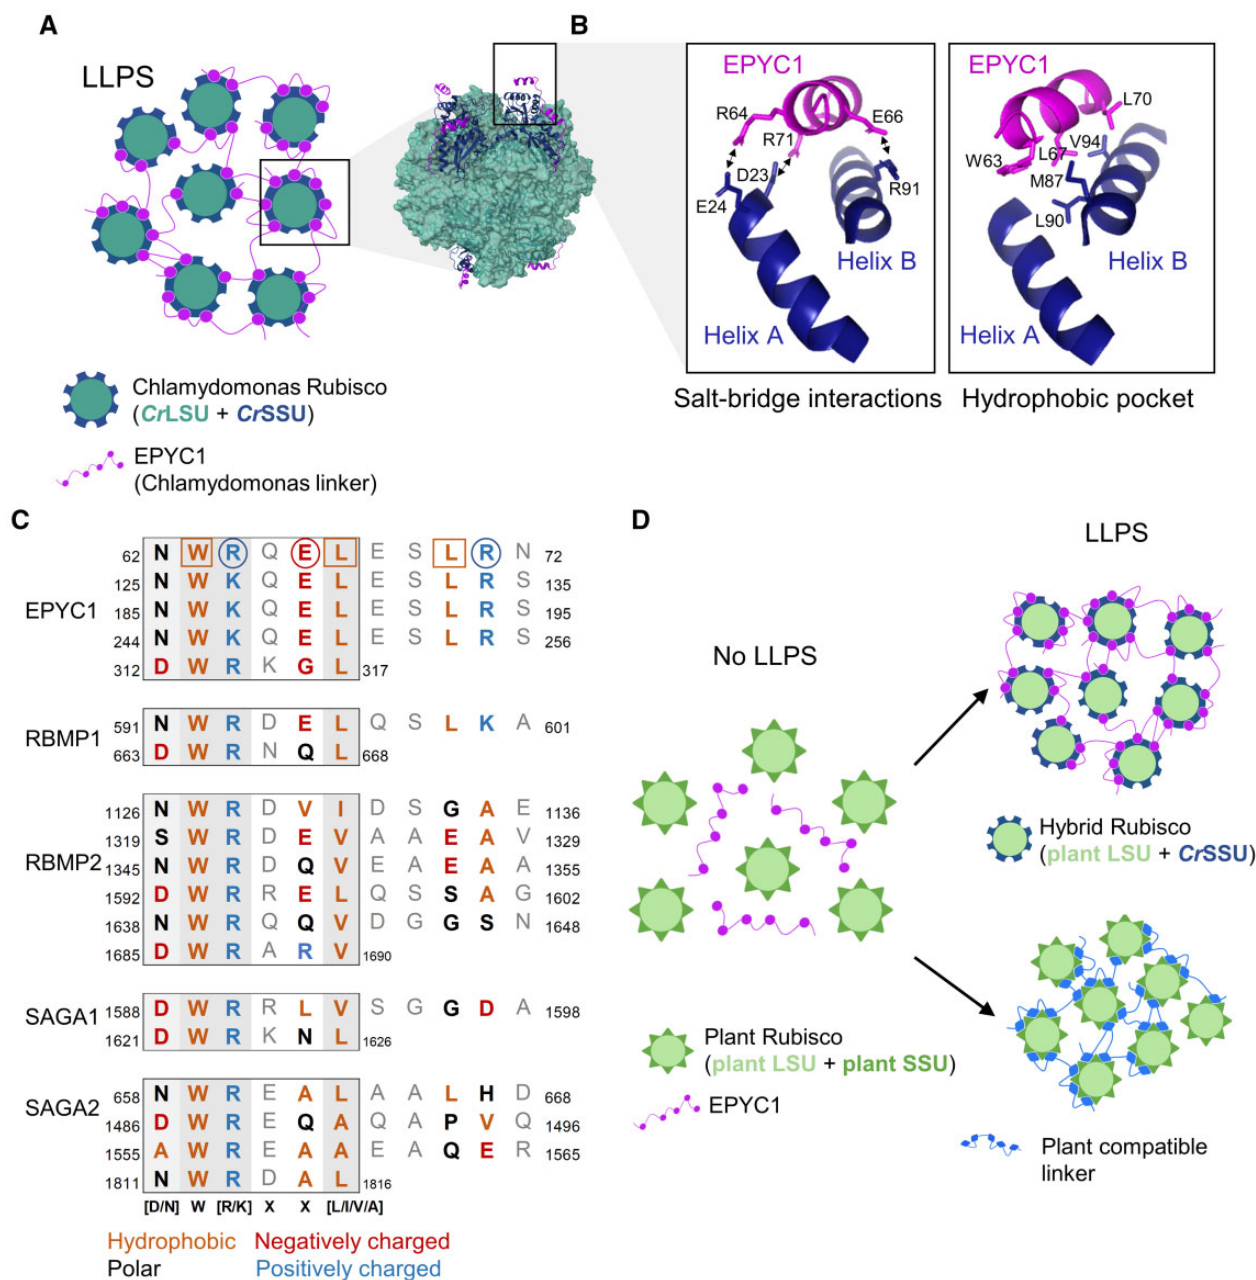 A
LLPS
Chlamydomonas Rubisco
(CrLSU + CrSSU)
EPYC1
(Chlamydomonas linker)
B
EPYC1
R64
E66
R71
D23
R91
E24
Helix B
Helix A
Salt-bridge interactions
EPYC1
L70
V94
W63
L67
M87
L90
Helix B
Helix A
Hydrophobic pocket
C
EPYC1
62 N W R Q E L E S L R N 72
125 N W K Q E L E S L R S 135
185 N W K Q E L E S L R S 195
244 N W K Q E L E S L R S 256
312 D W R K G L 317
RBMP1
591 N W R D E L Q S L K A 601
663 D W R N Q L 668
RBMP2
1126 N W R D V I D S G A E 1136
1319 S W R D E V A A E A V 1329
1345 N W R D Q V E A E A A 1355
1592 D W R R E L Q S S A G 1602
1638 N W R Q Q V D G G S N 1648
1685 D W R A R V 1690
SAGA1
1588 D W R R L V S G G D A 1598
1621 D W R K N L 1626
SAGA2
658 N W R E A L A A L H D 668
1486 D W R E Q A Q A P V Q 1496
1555 A W R E A A E A Q E R 1565
1811 N W R D A L 1816
[D/N] W [R/K] X X [L/I/V/A]
Hydrophobic Negatively charged
Polar Positively charged
D
No LLPS
LLPS
Hybrid Rubisco
(plant LSU + CrSSU)
Plant Rubisco
(plant LSU + plant SSU)
EPYC1
Plant compatible
linker